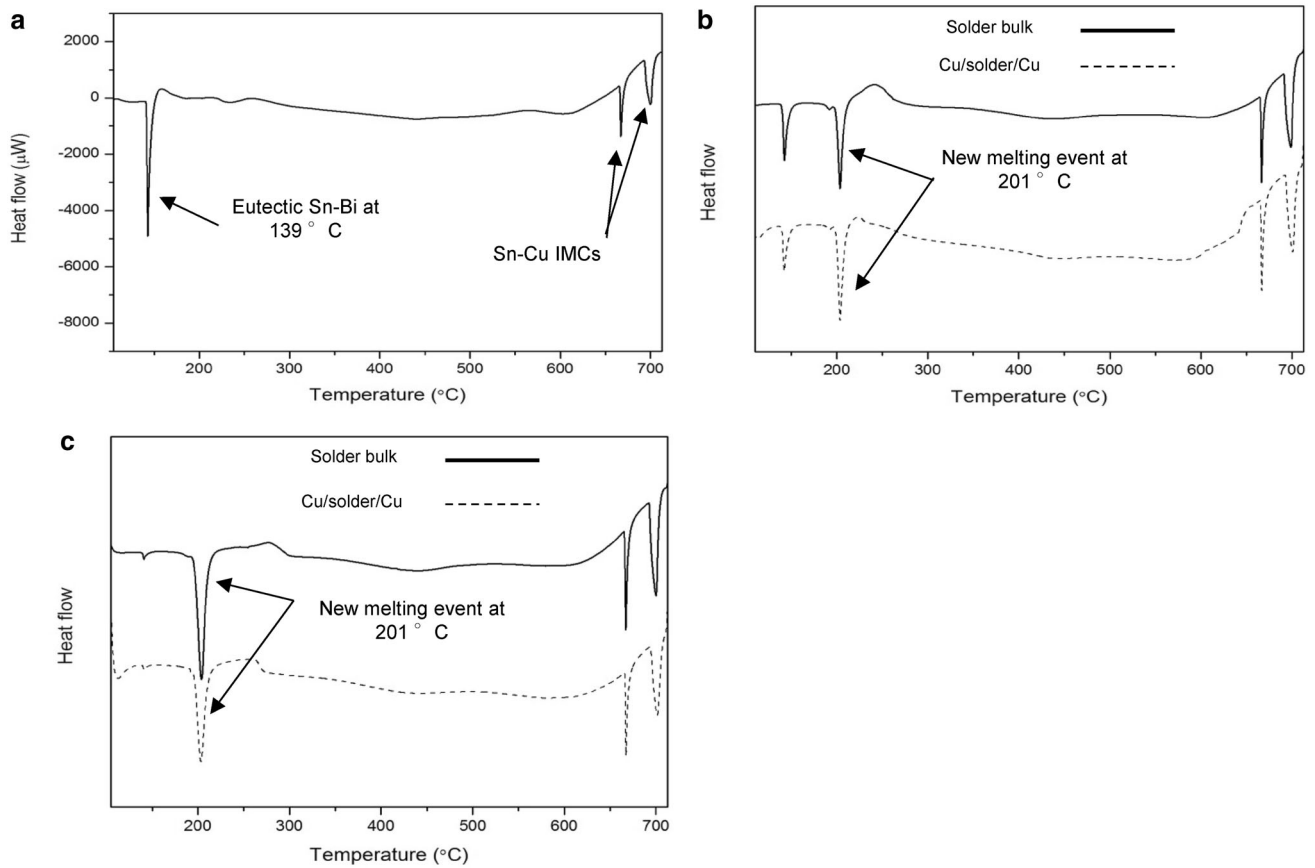 a
2000
0
-2000
-4000
-6000
-8000
Heat flow (μW)
Eutectic Sn-Bi at
139 ° C
Sn-Cu IMCs
200 300 400 500 600 700
Temperature (°C)
b
Solder bulk
Cu/solder/Cu
Heat flow
New melting event at
201 ° C
200 300 400 500 600 700
Temperature (°C)
c
Solder bulk
Cu/solder/Cu
Heat flow
New melting event at
201 ° C
200 300 400 500 600 700
Temperature (°C)